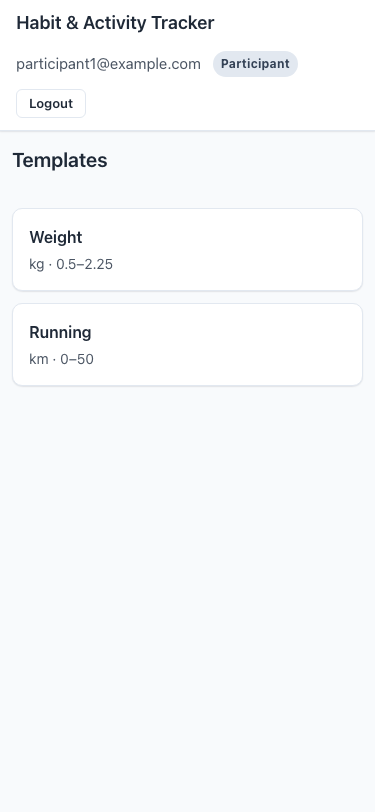 Habit & Activity Tracker
participant1@example.com Participant
Logout
Templates
Weight
kg · 0.5–2.25
Running
km · 0–50